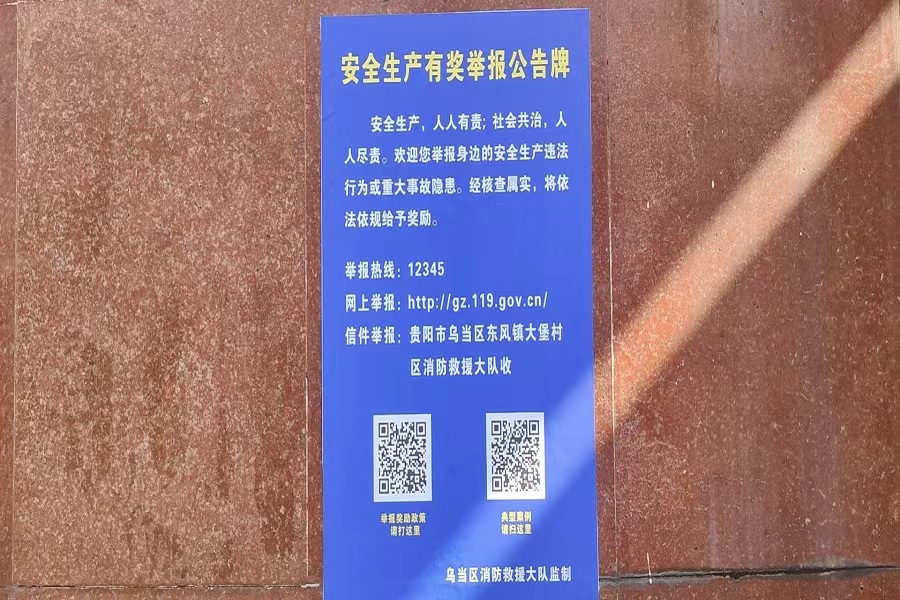 安全生产有奖举报公告牌
安全生产，人人有责；社会共治，人
人尽责。欢迎您举报身边的安全生产违法
行为或重大事故隐患。经核查属实，将依
法依规给予奖励。
举报热线：12345
网上举报：http://gz.119.gov.cn/
信件举报：贵阳市乌当区东风镇大堡村
区消防救援大队收
举报奖励政策
请打这里
典型案例
请扫这里
乌当区消防救援大队监制